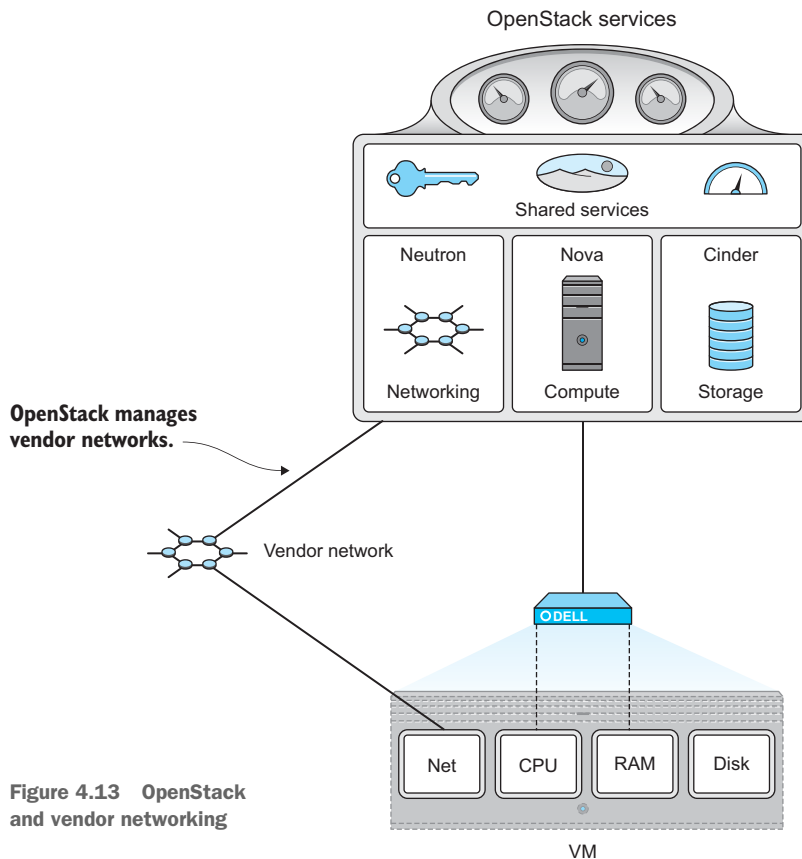 OpenStack services
Shared services
Neutron
Nova
Cinder
Networking
Compute
Storage
OpenStack manages
vendor networks.
Vendor network
DELL
Net
CPU
RAM
Disk
Figure 4.13 OpenStack
and vendor networking
VM